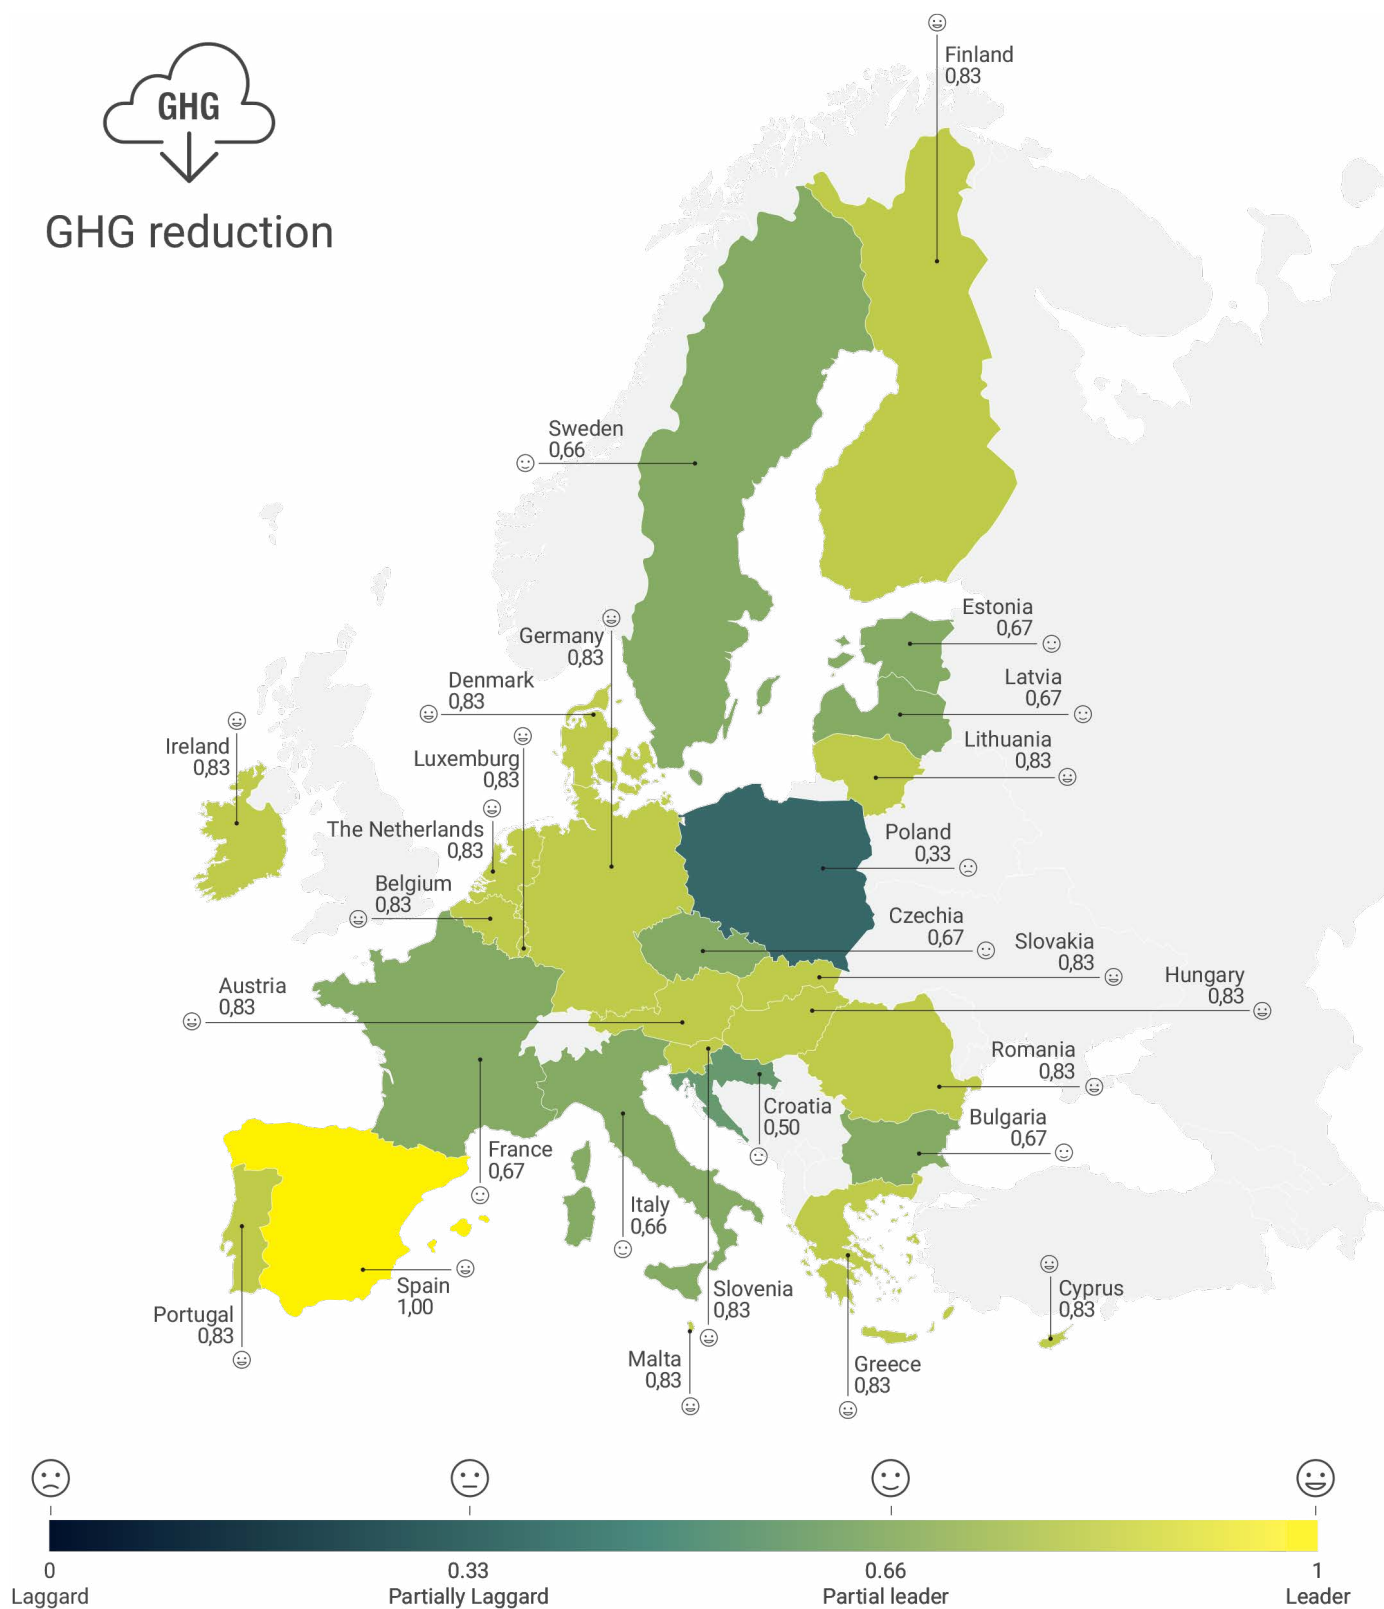 GHG
GHG reduction
Finland
0,83
Sweden
0,66
Estonia
0,67
Germany
0,83
Latvia
0,67
Denmark
0,83
Ireland
0,83
Luxemburg
0,83
Lithuania
0,83
The Netherlands
0,83
Poland
0,33
Belgium
0,83
Czechia
0,67
Slovakia
0,83
Hungary
0,83
Austria
0,83
Romania
0,83
Croatia
0,50
Bulgaria
0,67
France
0,67
Italy
0,66
Spain
1,00
Slovenia
0,83
Cyprus
0,83
Portugal
0,83
Malta
0,83
Greece
0,83
0
0.33
0.66
1
Laggard
Partially Laggard
Partial leader
Leader